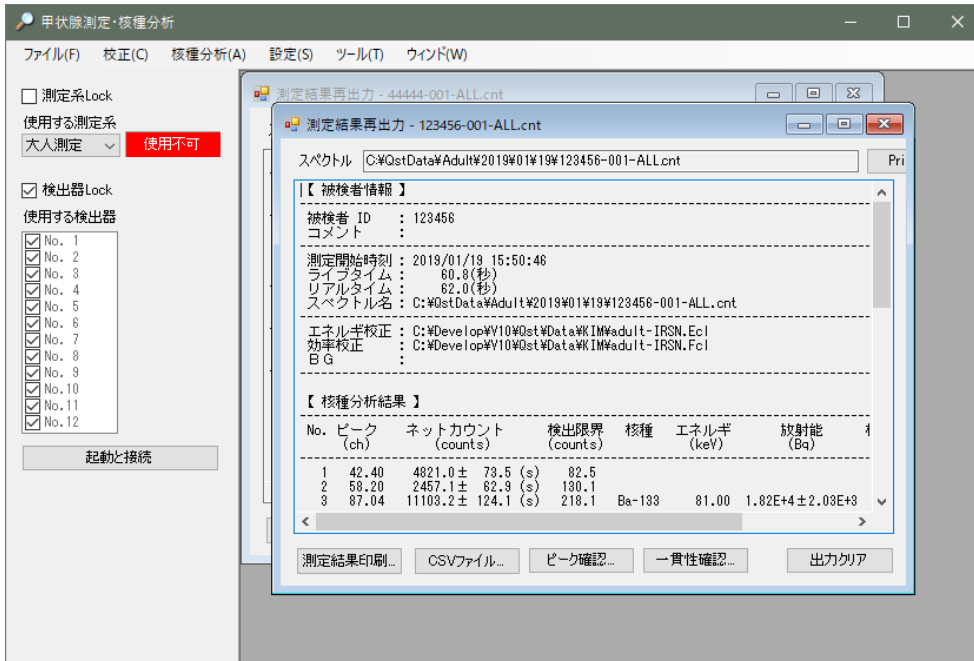 甲状腺測定・核種分析
ファイル(F) 校正(C) 核種分析(A) 設定(S) ツール(T) ウィンド(W)
測定系Lock
使用する測定系
大人測定 使用不可
検出器Lock
使用する検出器
No. 1
No. 2
No. 3
No. 4
No. 5
No. 6
No. 7
No. 8
No. 9
No.10
No.11
No.12
起動と接続
測定結果再出力 - 44444-001-ALL.cnt
測定結果再出力 - 123456-001-ALL.cnt
スペクトル C:¥QstData¥Adult¥2019¥01¥19¥123456-001-ALL.cnt Pri
【 被検者情報 】
被検者 ID : 123456
コメント :
測定開始時刻 : 2019/01/19 15:50:46
ライブタイム : 60.8(秒)
リアルタイム : 62.0(秒)
スペクトル名 : C:¥QstData¥Adult¥2019¥01¥19¥123456-001-ALL.cnt
エネルギ校正 : C:¥Develop¥V10¥Qst¥Data¥KIM¥adult-IRSN.Ecl
効率校正 : C:¥Develop¥V10¥Qst¥Data¥KIM¥adult-IRSN.Fcl
ＢＧ :
【 核種分析結果 】
No. ピーク ネットカウント 検出限界 核種 エネルギ 放射能
(ch) (counts) (counts) (keV) (Bq)
1 42.40 4821.0± 73.5 (s) 82.5
2 58.20 2457.1± 62.9 (s) 130.1
3 87.04 11103.2± 124.1 (s) 218.1 Ba-133 81.00 1.82E+4±2.03E+3
測定結果印刷... CSVファイル... ピーク確認... 一貫性確認... 出力クリア